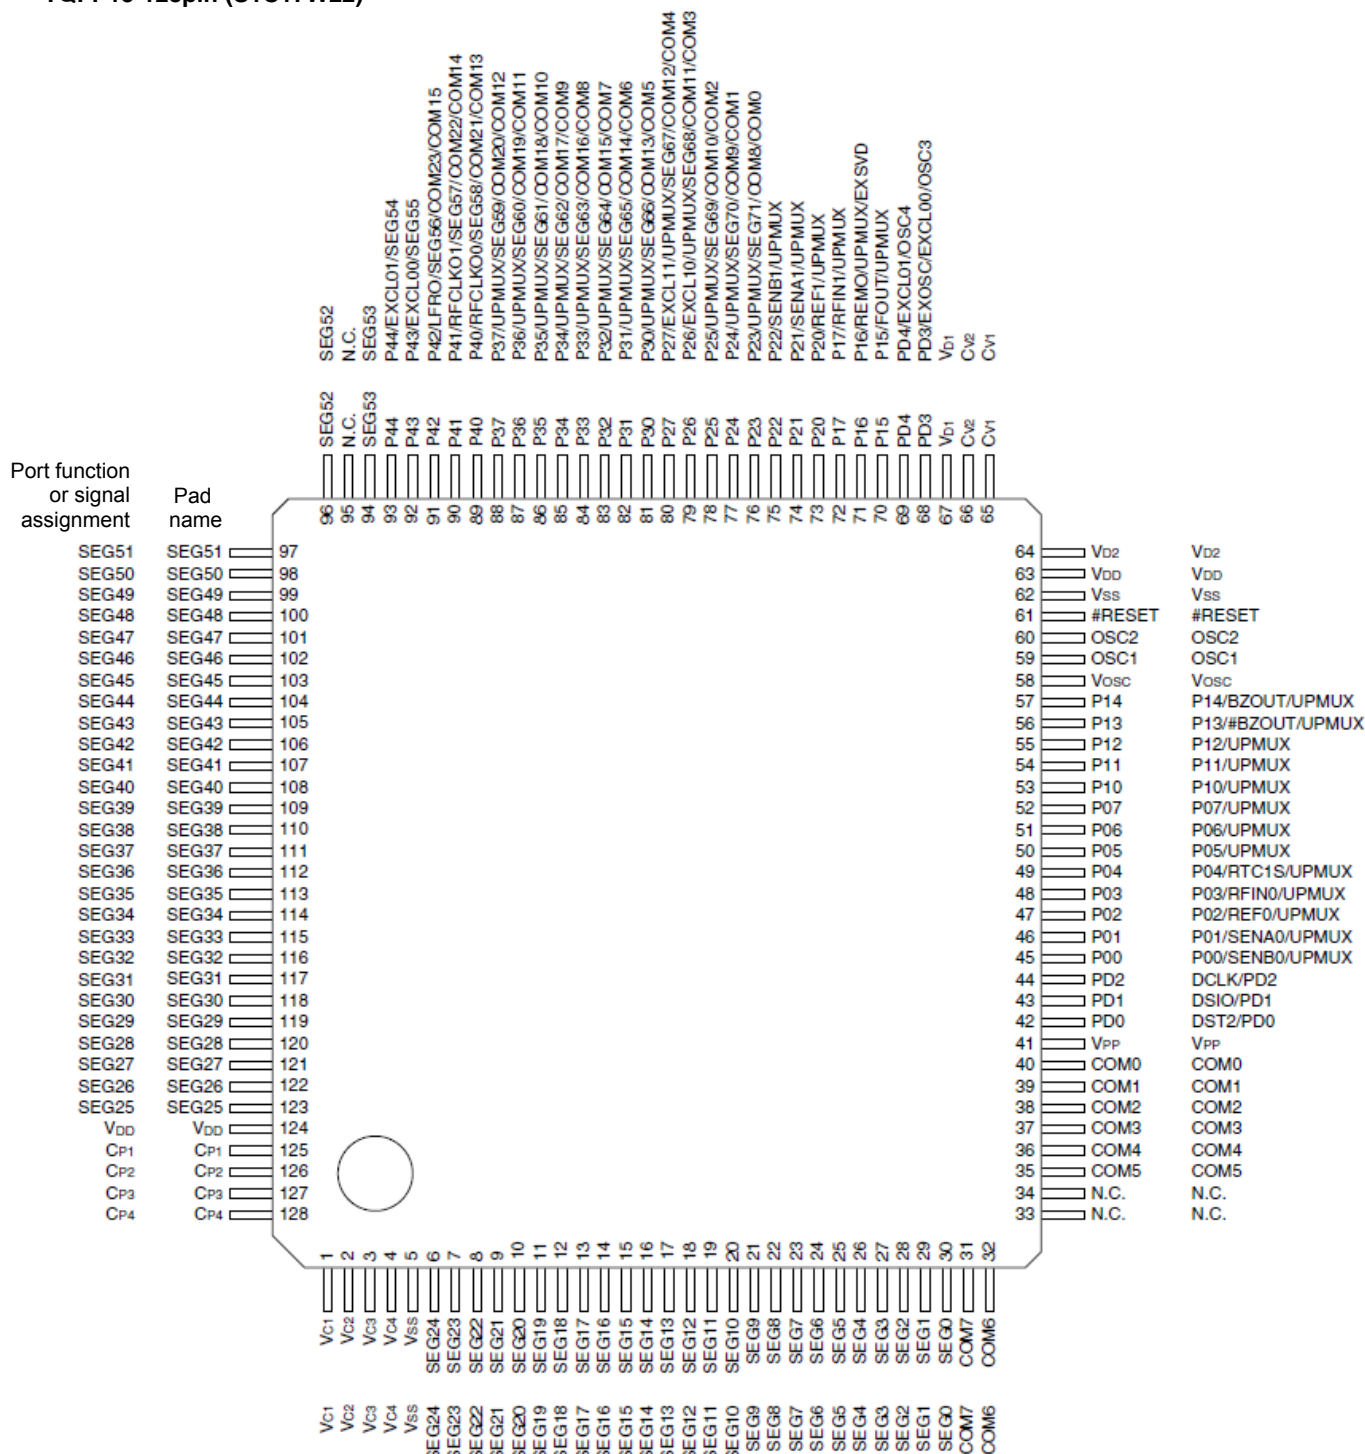 SEG52
N.C.
SEG53
P44/EXCL01/SEG54
P43/EXCL00/SEG55
P42/LFRO/SEG56/COM23/COM15
P41/RFCLKO1/SEG57/COM22/COM14
P40/RFCLKO0/SEG58/COM21/COM13
P37/UPMUX/SEG59/COM20/COM12
P36/UPMUX/SEG60/COM19/COM11
P35/UPMUX/SEG61/COM18/COM10
P34/UPMUX/SEG62/COM17/COM9
P33/UPMUX/SEG63/COM16/COM8
P32/UPMUX/SEG64/COM15/COM7
P31/UPMUX/SEG65/COM14/COM6
P30/UPMUX/SEG66/COM13/COM5
P27/EXCL11/UPMUX/SEG67/COM12/COM4
P26/EXCL10/UPMUX/SEG68/COM11/COM3
P25/UPMUX/SEG69/COM10/COM2
P24/UPMUX/SEG70/COM9/COM1
P23/UPMUX/SEG71/COM8/COM0
P22/SENB1/UPMUX
P21/SENA1/UPMUX
P20/REF1/UPMUX
P17/RFIN1/UPMUX
P16/REMO/UPMUX/EXSVD
P15/FOUT/UPMUX
PD4/EXCL01/OSC4
PD3/EXOSC/EXCL00/OSC3
VD1
CV2
CV1
SEG52
N.C.
SEG53
P44
P43
P42
P41
P40
P37
P36
P35
P34
P33
P32
P31
P30
P27
P26
P25
P24
P23
P22
P21
P20
P17
P16
P15
PD4
PD3
VD1
CV2
CV1
Port function
or signal
assignment
Pad
name
96
95
94
93
92
91
90
89
88
87
86
85
84
83
82
81
80
79
78
77
76
75
74
73
72
71
70
69
68
67
66
65
SEG51 SEG51 97
SEG50 SEG50 98
SEG49 SEG49 99
SEG48 SEG48 100
SEG47 SEG47 101
SEG46 SEG46 102
SEG45 SEG45 103
SEG44 SEG44 104
SEG43 SEG43 105
SEG42 SEG42 106
SEG41 SEG41 107
SEG40 SEG40 108
SEG39 SEG39 109
SEG38 SEG38 110
SEG37 SEG37 111
SEG36 SEG36 112
SEG35 SEG35 113
SEG34 SEG34 114
SEG33 SEG33 115
SEG32 SEG32 116
SEG31 SEG31 117
SEG30 SEG30 118
SEG29 SEG29 119
SEG28 SEG28 120
SEG27 SEG27 121
SEG26 SEG26 122
SEG25 SEG25 123
VDD VDD 124
CP1 CP1 125
CP2 CP2 126
CP3 CP3 127
CP4 CP4 128
64 VD2 VD2
63 VDD VDD
62 VSS VSS
61 #RESET #RESET
60 OSC2 OSC2
59 OSC1 OSC1
58 VOSC VOSC
57 P14 P14/BZOUT/UPMUX
56 P13 P13/#BZOUT/UPMUX
55 P12 P12/UPMUX
54 P11 P11/UPMUX
53 P10 P10/UPMUX
52 P07 P07/UPMUX
51 P06 P06/UPMUX
50 P05 P05/UPMUX
49 P04 P04/RTC1S/UPMUX
48 P03 P03/RFIN0/UPMUX
47 P02 P02/REF0/UPMUX
46 P01 P01/SENA0/UPMUX
45 P00 P00/SENB0/UPMUX
44 PD2 DCLK/PD2
43 PD1 DSIO/PD1
42 PD0 DST2/PD0
41 VPP VPP
40 COM0 COM0
39 COM1 COM1
38 COM2 COM2
37 COM3 COM3
36 COM4 COM4
35 COM5 COM5
34 N.C. N.C.
33 N.C. N.C.
1
2
3
4
5
6
7
8
9
10
11
12
13
14
15
16
17
18
19
20
21
22
23
24
25
26
27
28
29
30
31
32
VC1
VC2
VC3
VC4
VSS
SEG24
SEG23
SEG22
SEG21
SEG20
SEG19
SEG18
SEG17
SEG16
SEG15
SEG14
SEG13
SEG12
SEG11
SEG10
SEG9
SEG8
SEG7
SEG6
SEG5
SEG4
SEG3
SEG2
SEG1
SEG0
COM7
COM6
VC1
VC2
VC3
VC4
VSS
SEG24
SEG23
SEG22
SEG21
SEG20
SEG19
SEG18
SEG17
SEG16
SEG15
SEG14
SEG13
SEG12
SEG11
SEG10
SEG9
SEG8
SEG7
SEG6
SEG5
SEG4
SEG3
SEG2
SEG1
SEG0
COM7
COM6